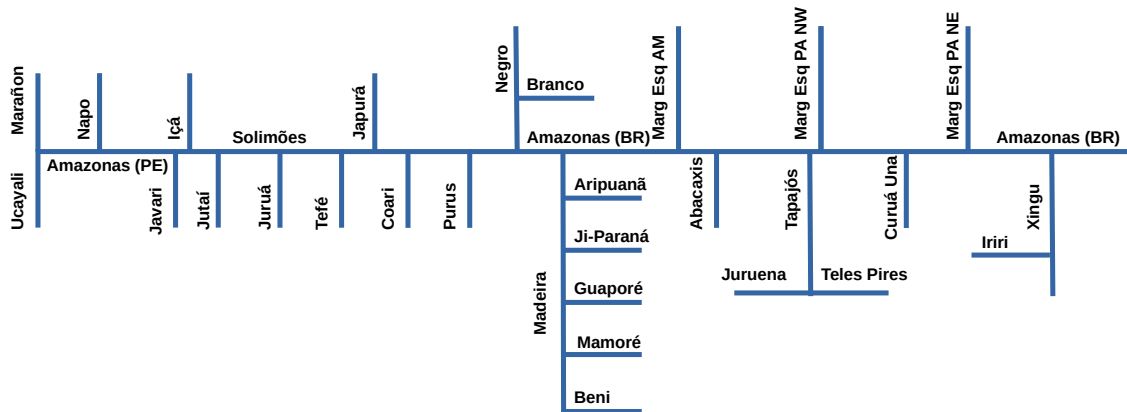 Marañon
Napo
Içá
Solimões
Japurá
Negro
Branco
Amazonas (BR)
Marg Esq AM
Marg Esq PA NW
Marg Esq PA NE
Amazonas (BR)
Amazonas (PE)
Ucayali
Javari
Jutaí
Juruá
Tefé
Coari
Purus
Madeira
Aripuanã
Ji-Paraná
Guaporé
Mamoré
Beni
Abacaxis
Tapajós
Juruena
Teles Pires
Curuá Una
Iriri
Xingu